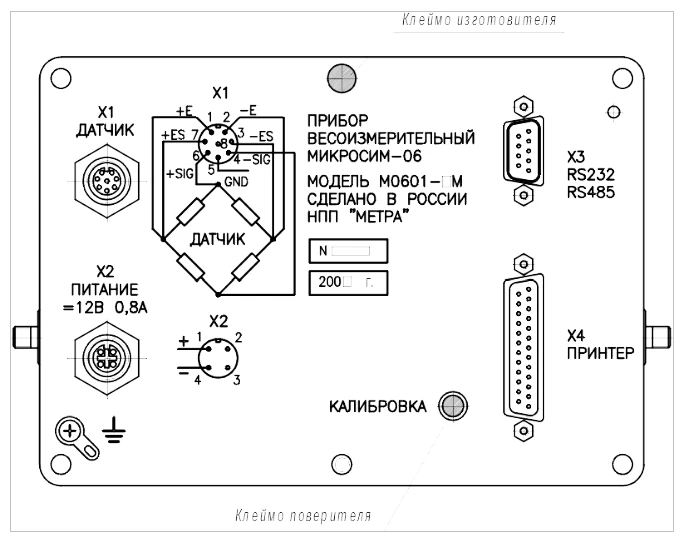 Клеймо изготовителя
X1
ДАТЧИК
X1
+E
1
2
-E
+ES
7
8
3
-ES
6
5
4
-SIG
+SIG
GND
ДАТЧИК
ПРИБОР
ВЕСОИЗМЕРИТЕЛЬНЫЙ
МИКРОСИМ-06
МОДЕЛЬ М0601-□М
СДЕЛАНО В РОССИИ
НПП "МЕТРА"
N
200□ г.
X3
RS232
RS485
X2
ПИТАНИЕ
=12В 0,8А
X2
+
1
2
-
4
3
X4
ПРИНТЕР
КАЛИБРОВКА
Клеймо поверителя